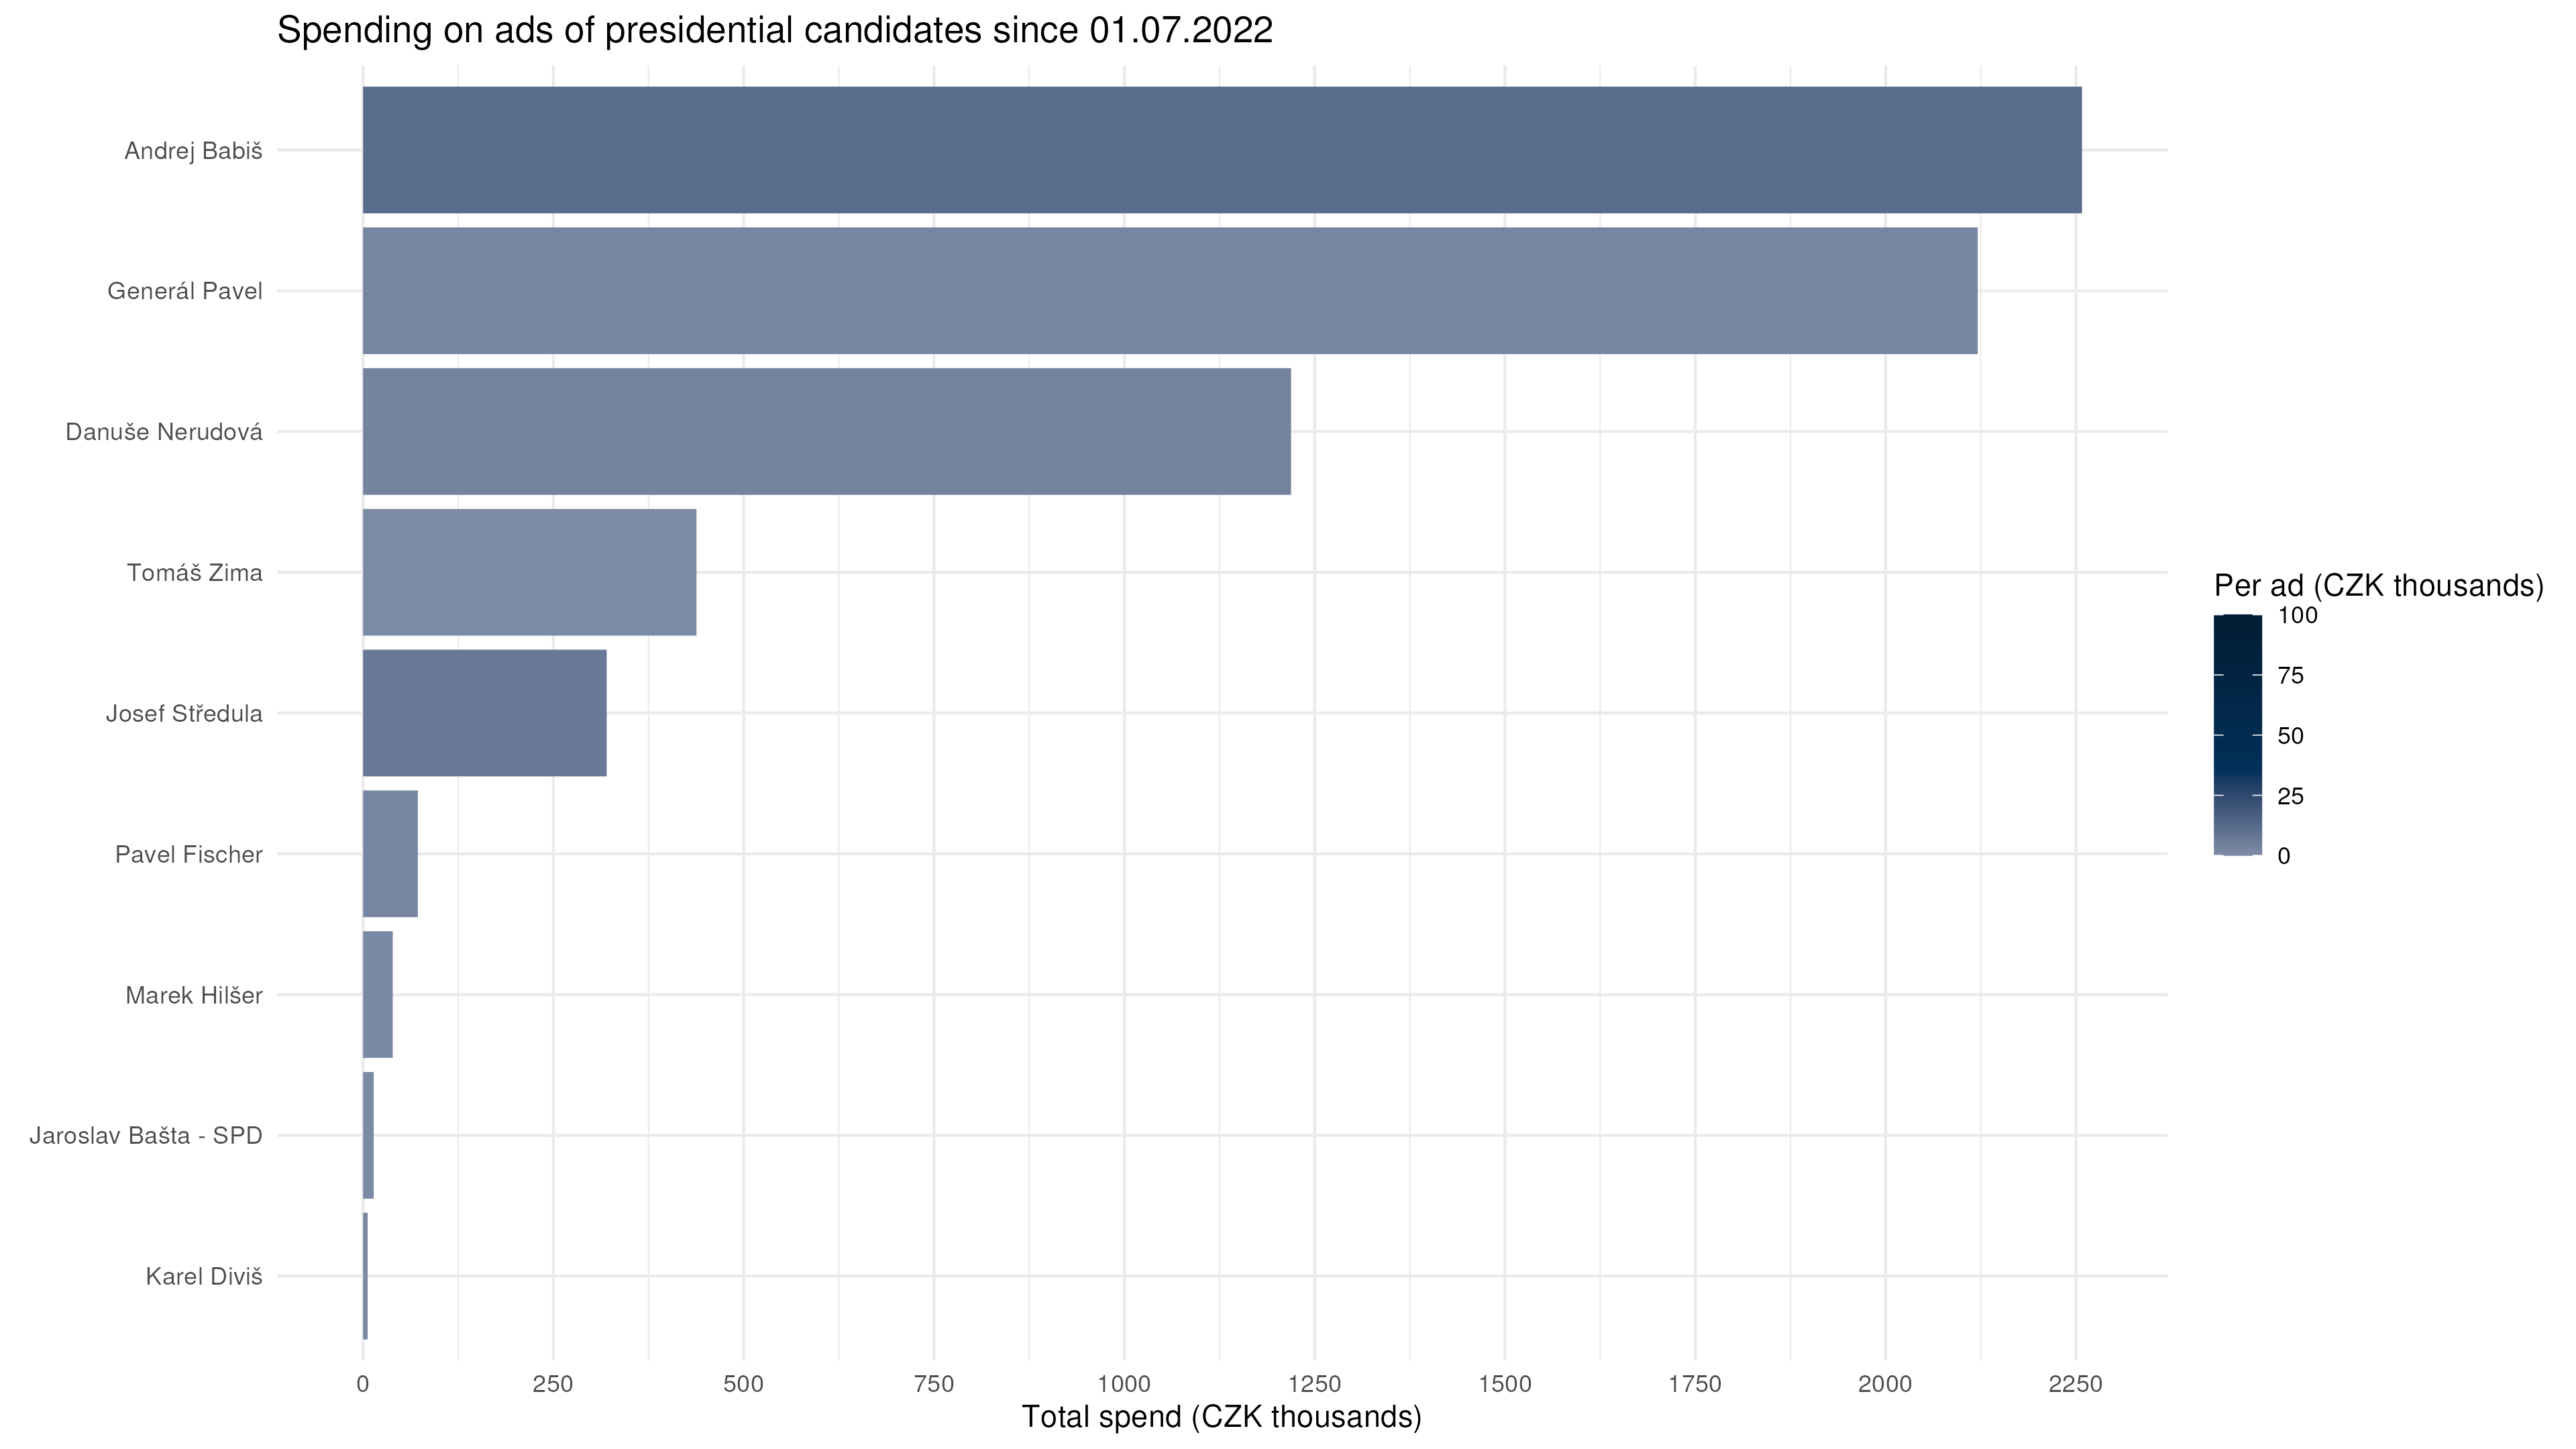 Spending on ads of presidential candidates since 01.07.2022
Andrej Babiš
Generál Pavel
Danuše Nerudová
Tomáš Zima
Josef Středula
Pavel Fischer
Marek Hilšer
Jaroslav Bašta - SPD
Karel Diviš
0 250 500 750 1000 1250 1500 1750 2000 2250
Total spend (CZK thousands)
Per ad (CZK thousands)
100
75
50
25
0